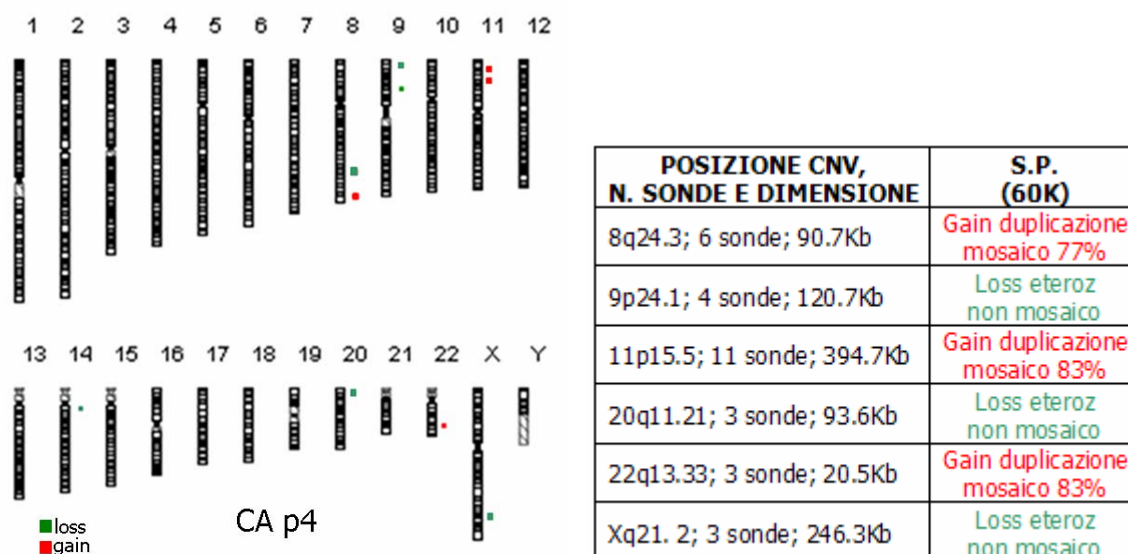 1 2 3 4 5 6 7 8 9 10 11 12
13 14 15 16 17 18 19 20 21 22 X Y
loss
gain
CA p4
POSIZIONE CNV,
N. SONDE E DIMENSIONE
S.P.
(60K)
8q24.3; 6 sonde; 90.7Kb
Gain duplicazione
mosaico 77%
9p24.1; 4 sonde; 120.7Kb
Loss eteroz
non mosaico
11p15.5; 11 sonde; 394.7Kb
Gain duplicazione
mosaico 83%
20q11.21; 3 sonde; 93.6Kb
Loss eteroz
non mosaico
22q13.33; 3 sonde; 20.5Kb
Gain duplicazione
mosaico 83%
Xq21. 2; 3 sonde; 246.3Kb
Loss eteroz
non mosaico